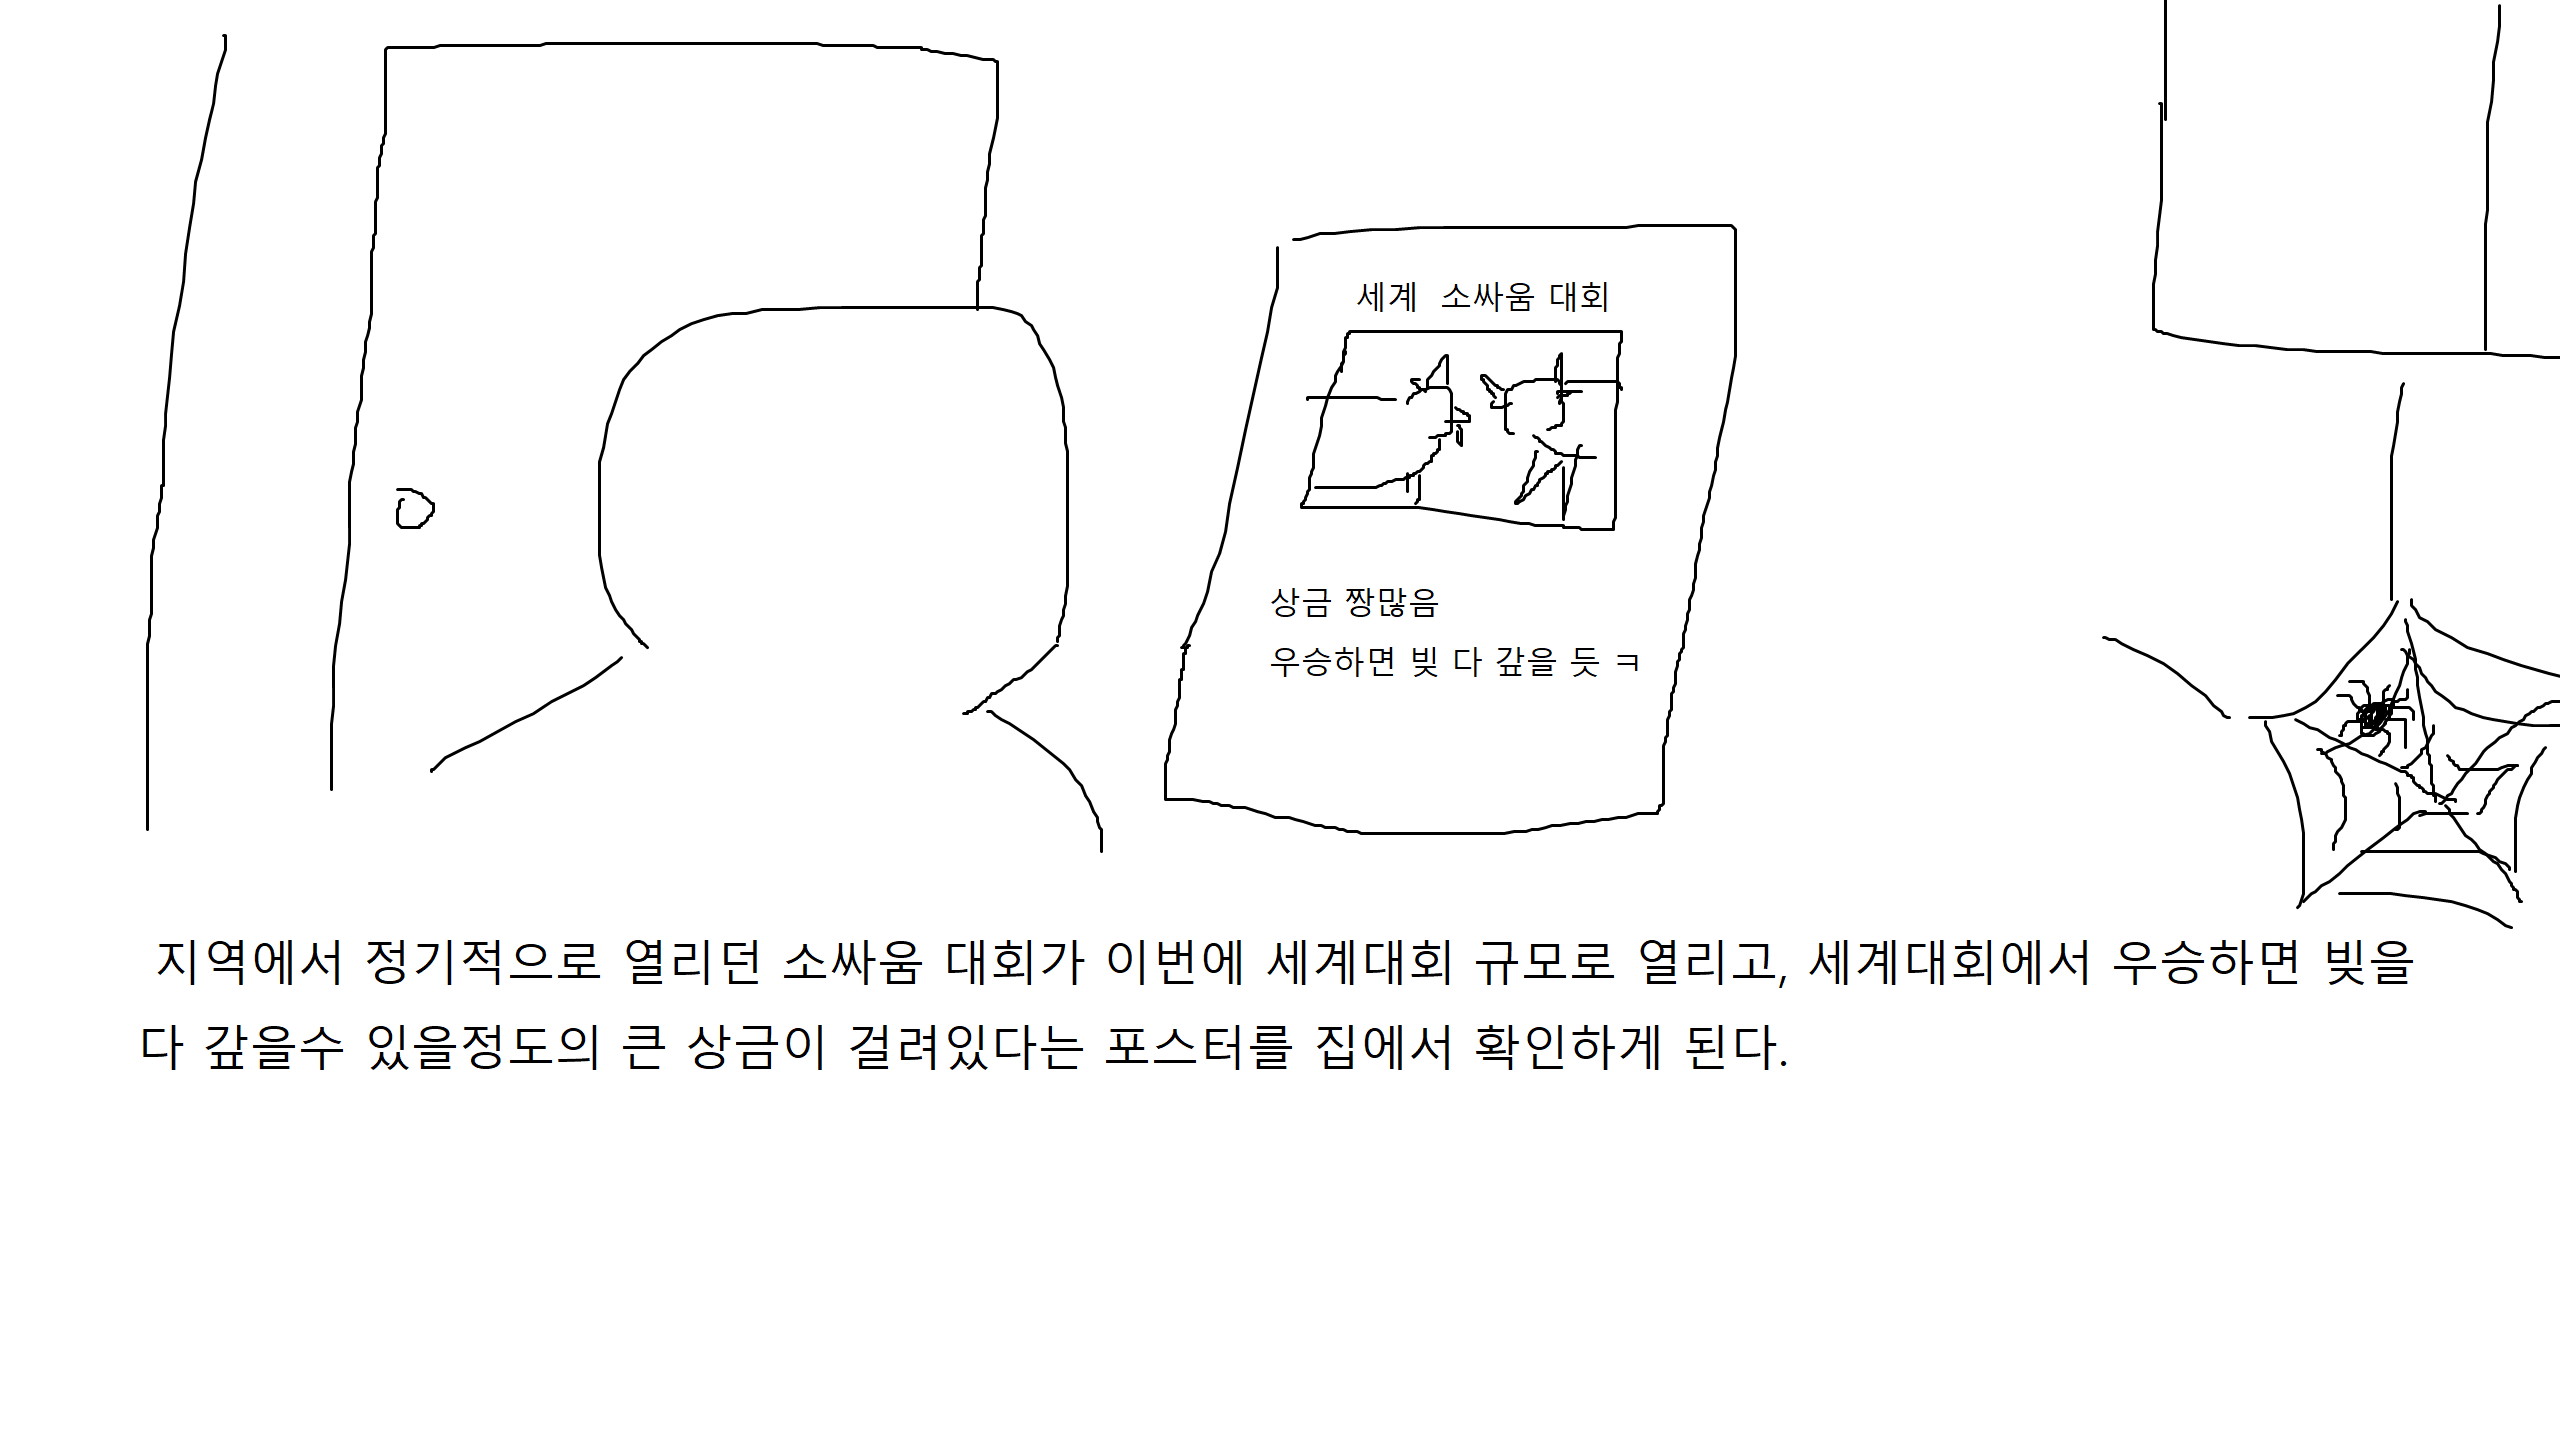 세계 소싸움 대회
상금 짱많음
우승하면 빚 다 갚을 듯 ㅋ
지역에서 정기적으로 열리던 소싸움 대회가 이번에 세계대회 규모로 열리고, 세계대회에서 우승하면 빚을
다 갚을수 있을정도의 큰 상금이 걸려있다는 포스터를 집에서 확인하게 된다.